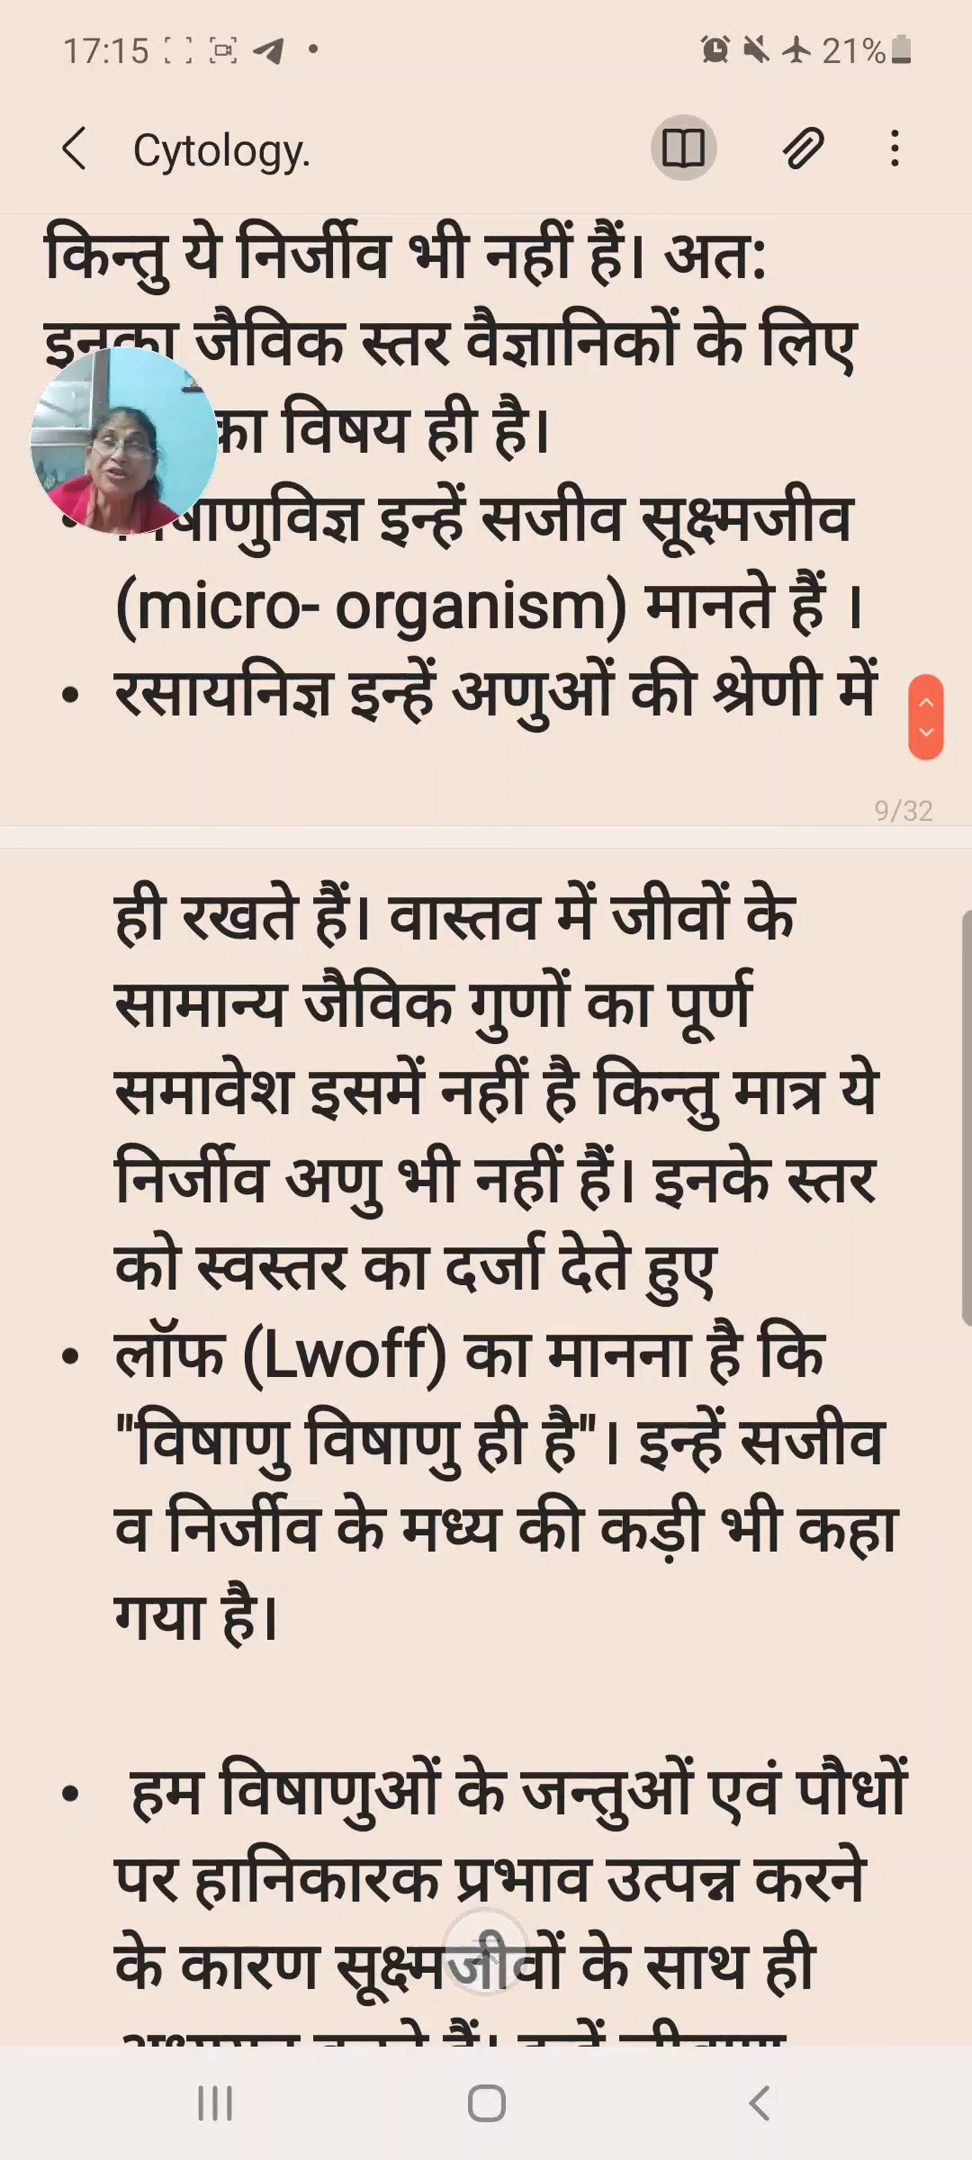 17:15
21%
Cytology.
किन्तु ये निर्जीव भी नहीं हैं। अत:
इनका जैविक स्तर वैज्ञानिकों के लिए
का विषय ही है।
इन्हें सजीव सूक्ष्मजीव
(micro- organism) मानते हैं ।
• रसायनिज्ञ इन्हें अणुओं की श्रेणी में
9/32
ही रखते हैं। वास्तव में जीवों के
सामान्य जैविक गुणों का पूर्ण
समावेश इसमें नहीं है किन्तु मात्र ये
निर्जीव अणु भी नहीं हैं। इनके स्तर
को स्वस्तर का दर्जा देते हुए
• लॉफ (Lwoff) का मानना है कि
"विषाणु विषाणु ही है"। इन्हें सजीव
व निर्जीव के मध्य की कड़ी भी कहा
गया है।
• हम विषाणुओं के जन्तुओं एवं पौधों
पर हानिकारक प्रभाव उत्पन्न करने
के कारण सूक्ष्मजीवों के साथ ही